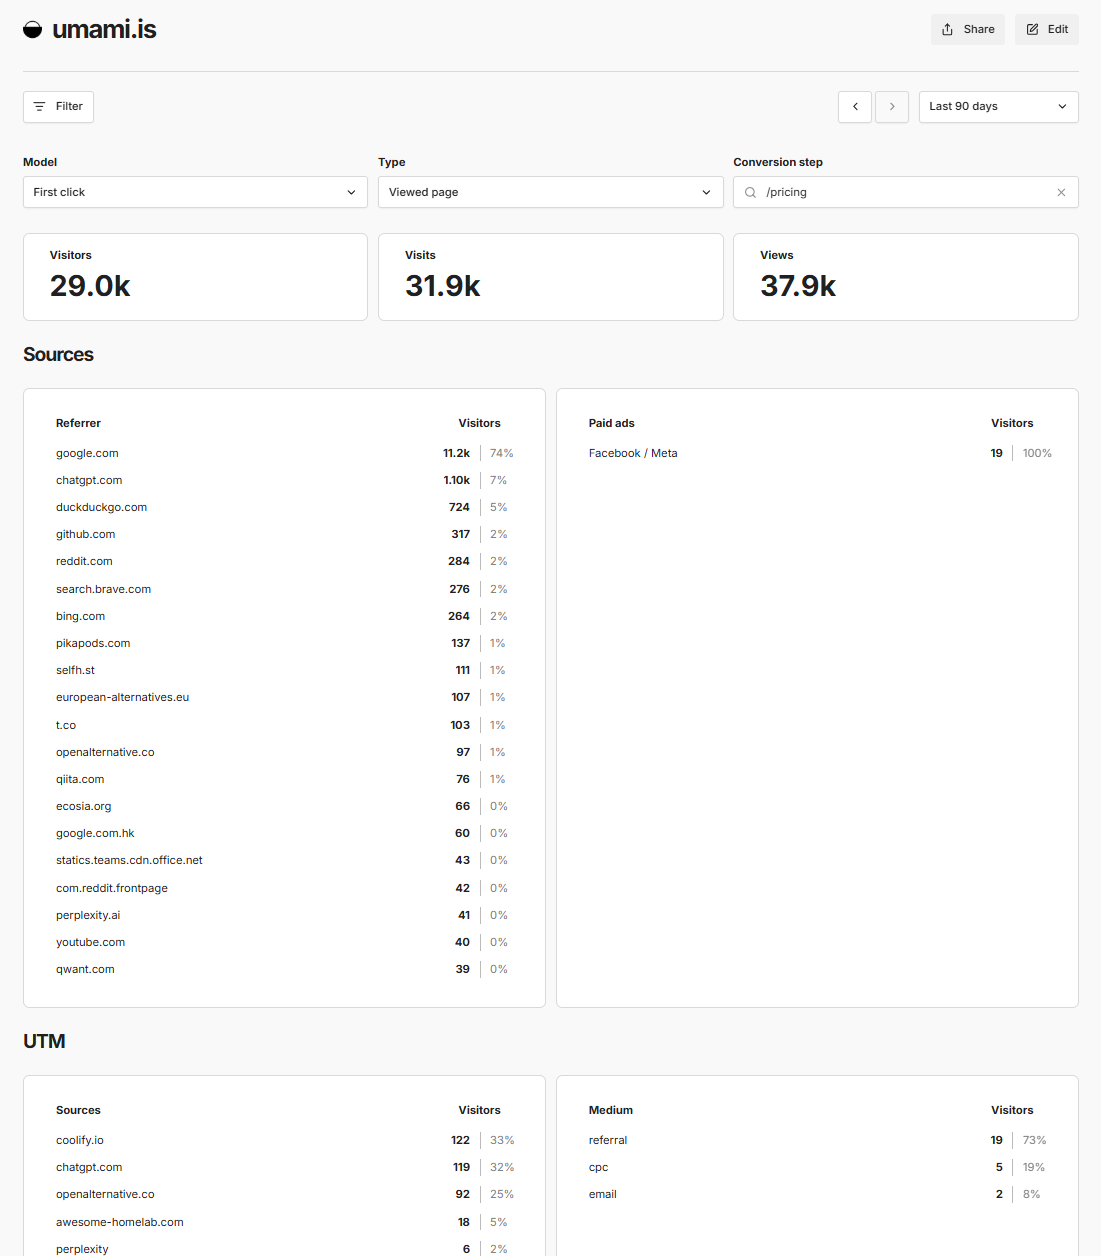 umami.is
Share
Edit
Filter
Last 90 days
Model
Type
Conversion step
First click
Viewed page
/pricing
Visitors
29.0k
Visits
31.9k
Views
37.9k
Sources
Referrer Visitors
google.com 11.2k 74%
chatgpt.com 1.10k 7%
duckduckgo.com 724 5%
github.com 317 2%
reddit.com 284 2%
search.brave.com 276 2%
bing.com 264 2%
pikapods.com 137 1%
selfh.st 111 1%
european-alternatives.eu 107 1%
t.co 103 1%
openalternative.co 97 1%
qiita.com 76 1%
ecosia.org 66 0%
google.com.hk 60 0%
statics.teams.cdn.office.net 43 0%
com.reddit.frontpage 42 0%
perplexity.ai 41 0%
youtube.com 40 0%
qwant.com 39 0%
Paid ads Visitors
Facebook / Meta 19 100%
UTM
Sources Visitors
coolify.io 122 33%
chatgpt.com 119 32%
openalternative.co 92 25%
awesome-homelab.com 18 5%
perplexity 6 2%
Medium Visitors
referral 19 73%
cpc 5 19%
email 2 8%